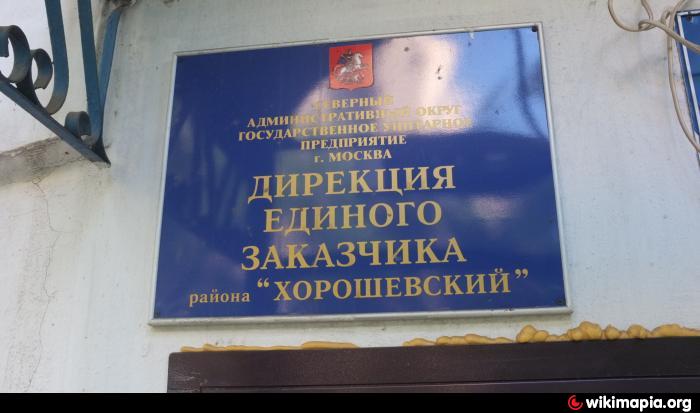 СЕВЕРНЫЙ
АДМИНИСТРАТИВНЫЙ ОКРУГ
ГОСУДАРСТВЕННОЕ УНИТАРНОЕ
ПРЕДПРИЯТИЕ
г. МОСКВА
ДИРЕКЦИЯ
ЕДИНОГО
ЗАКАЗЧИКА
района “ХОРОШЕВСКИЙ”
wikimapia.org